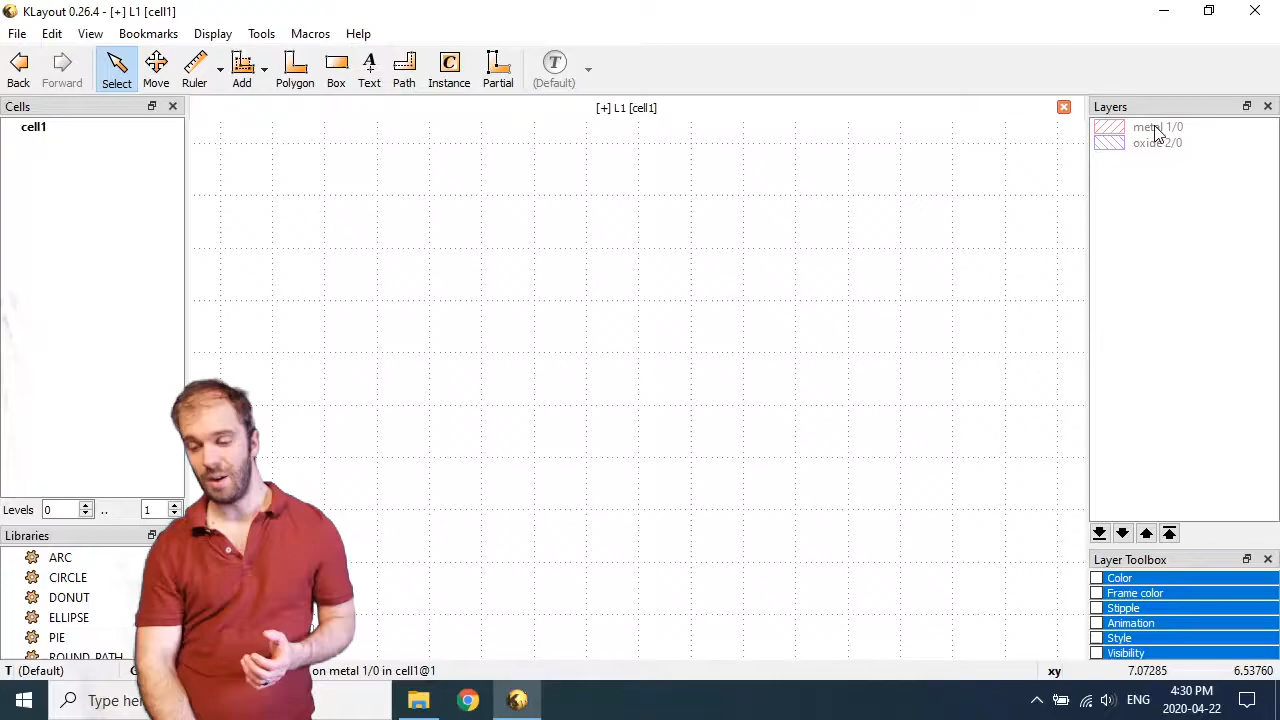 KLayout 0.26.4 - [+] L1 [cell1]
File Edit View Bookmarks Display Tools Macros Help
Back Forward Select Move Ruler Add Polygon Box Text Path Instance Partial (Default)
Cells
[+] L1 [cell1]
Layers
cell1
metal 1/0
oxide 2/0
Levels 0 .. 1
Libraries
ARC
CIRCLE
DONUT
ELLIPSE
PIE
ROUND_PATH
Layer Toolbox
Color
Frame color
Stipple
Animation
Style
Visibility
T (Default) on metal 1/0 in cell1@1 xy 7.07285 6.53760
Type ENG 4:30 PM
2020-04-22